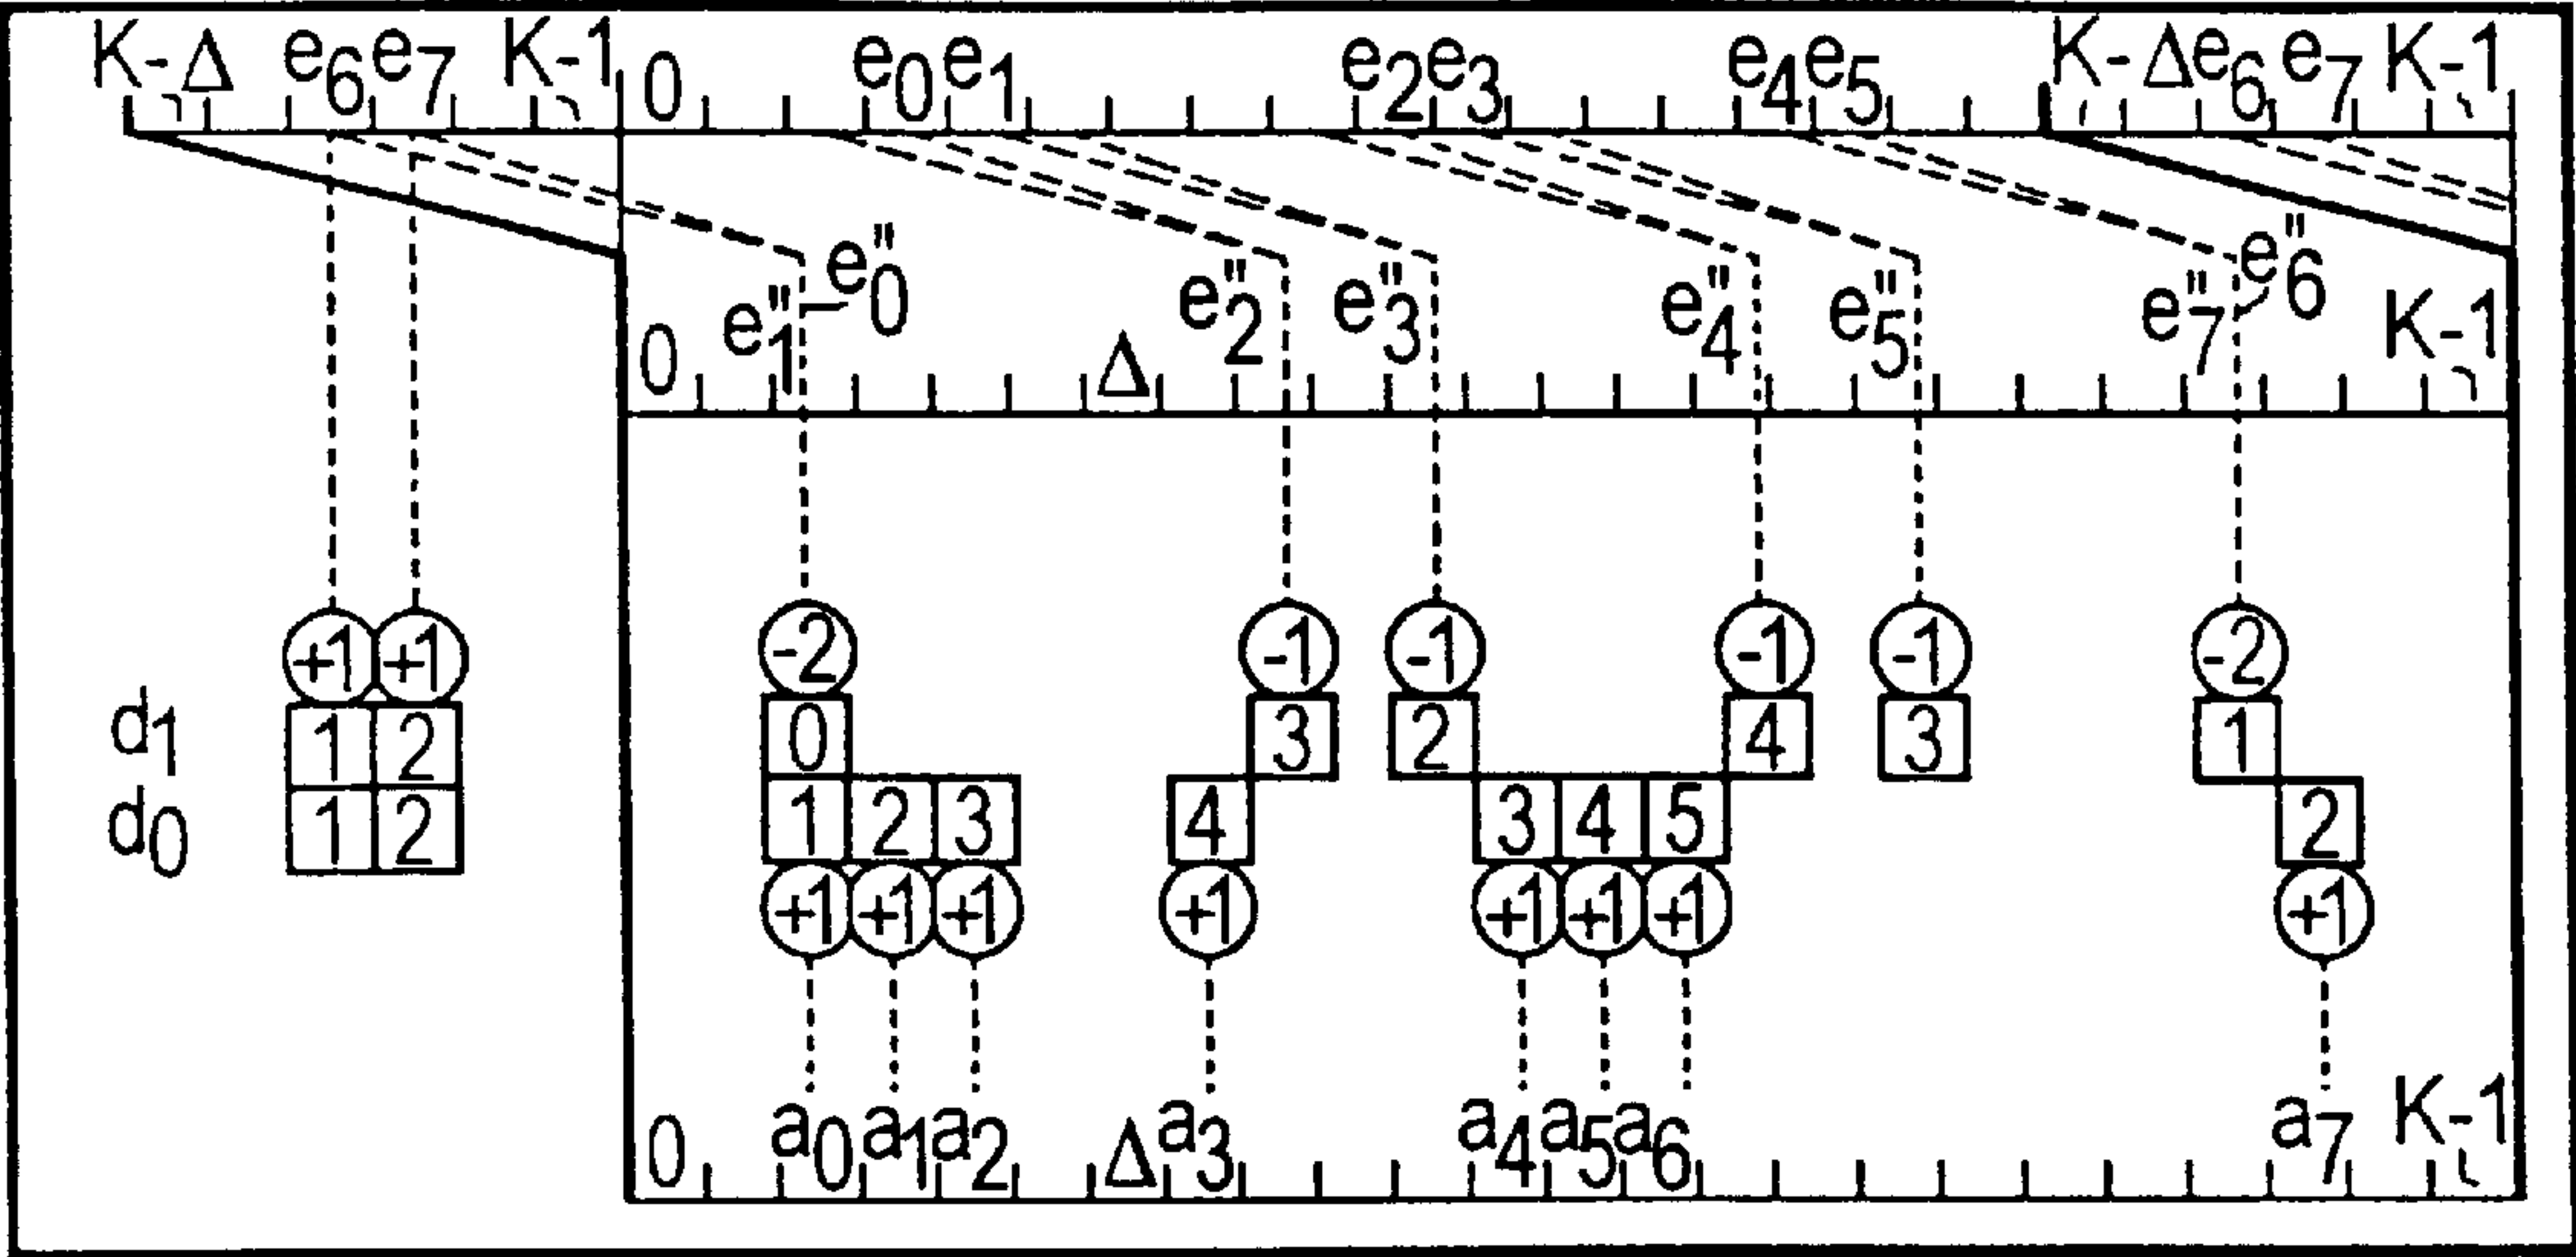 K-Δ e6 e7 K-1 0 e0 e1 e2 e3 e4 e5 K-Δ e6 e7 K-1
e"1 e"0 e"2 e"3 e"4 e"5 e"7 e"6
0 Δ K-1
+1 +1 -2 -1 -1 -1 -1 -2
d1 1 2 0 3 2 4 3 1
d0 1 2 1 2 3 4 3 4 5 2
+1 +1 +1 +1 +1 +1 +1 +1
0 a0 a1 a2 Δ a3 a4 a5 a6 a7 K-1